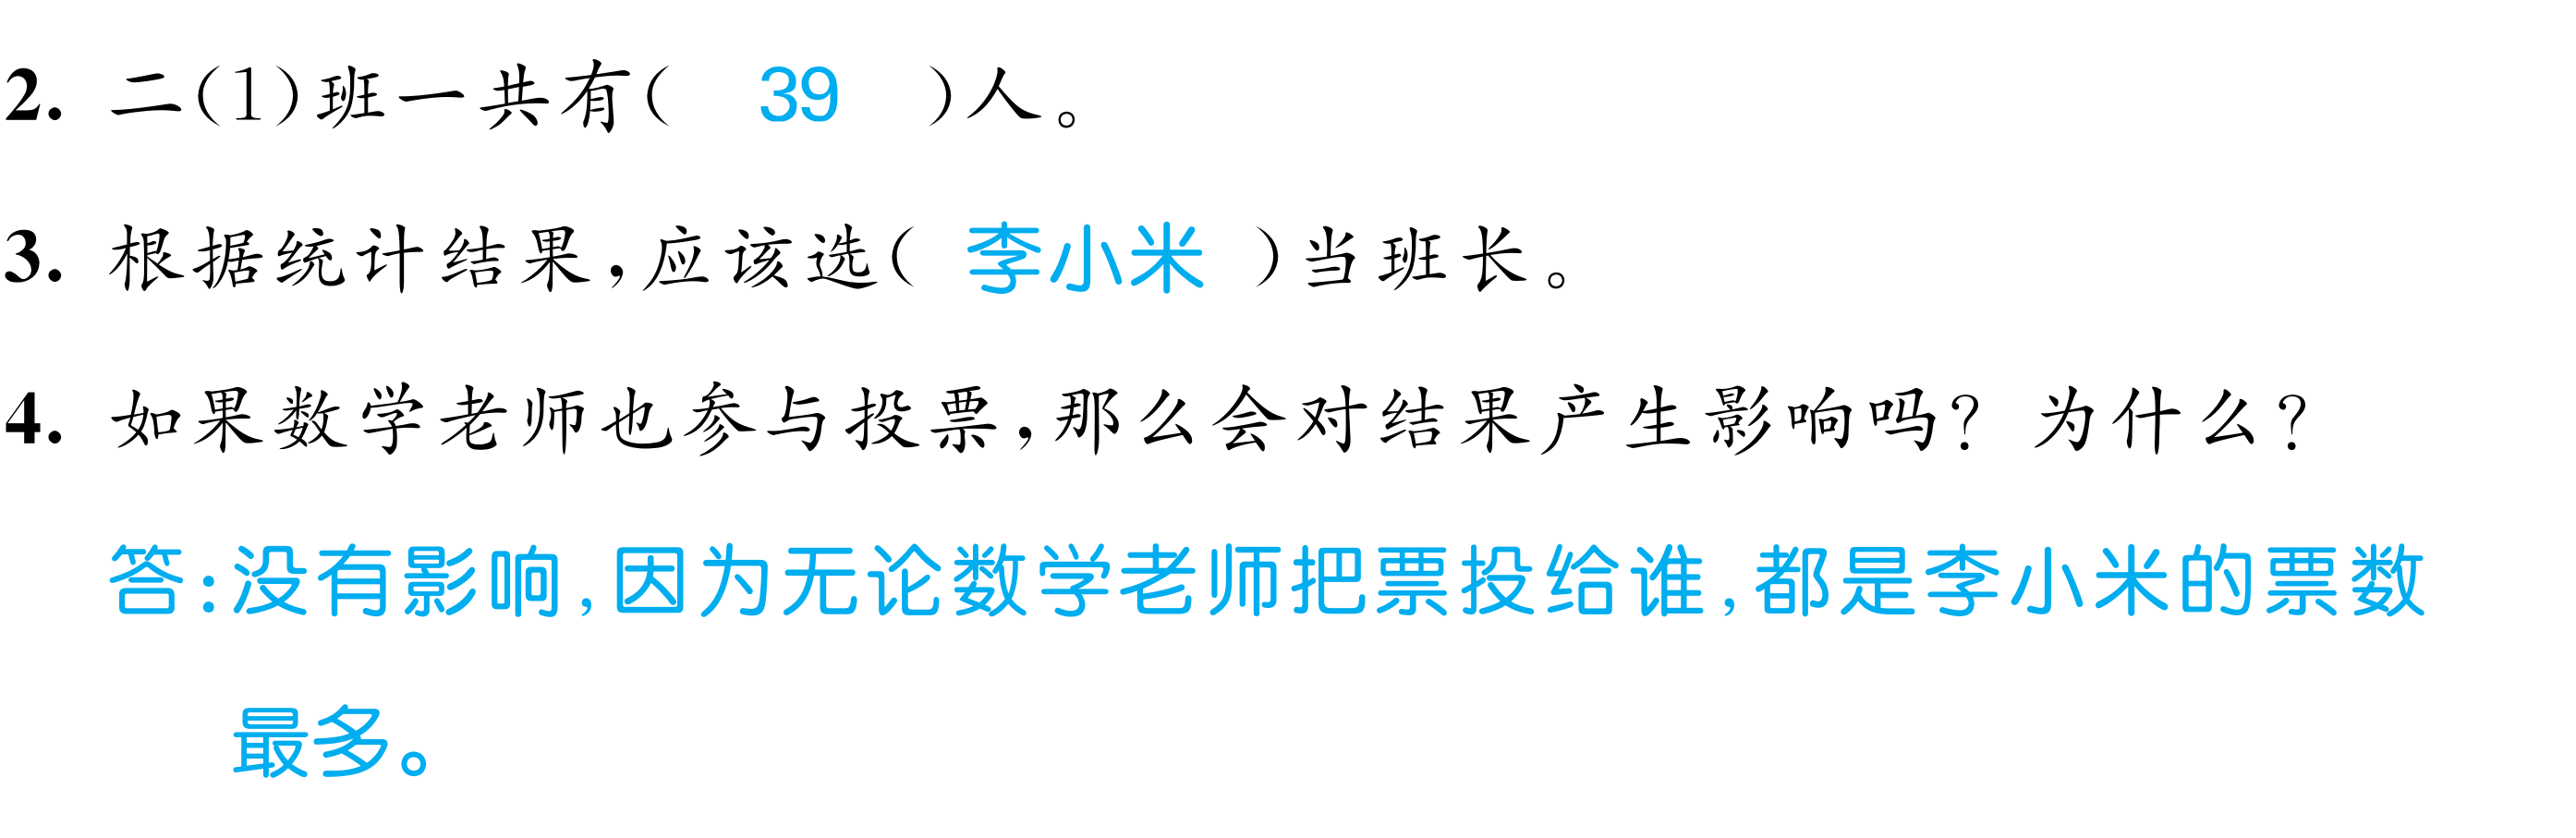 2. 二(1)班一共有( 39 )人。
3. 根据统计结果,应该选( 李小米 )当班长。
4. 如果数学老师也参与投票,那么会对结果产生影响吗? 为什么?
答:没有影响,因为无论数学老师把票投给谁,都是李小米的票数
最多。